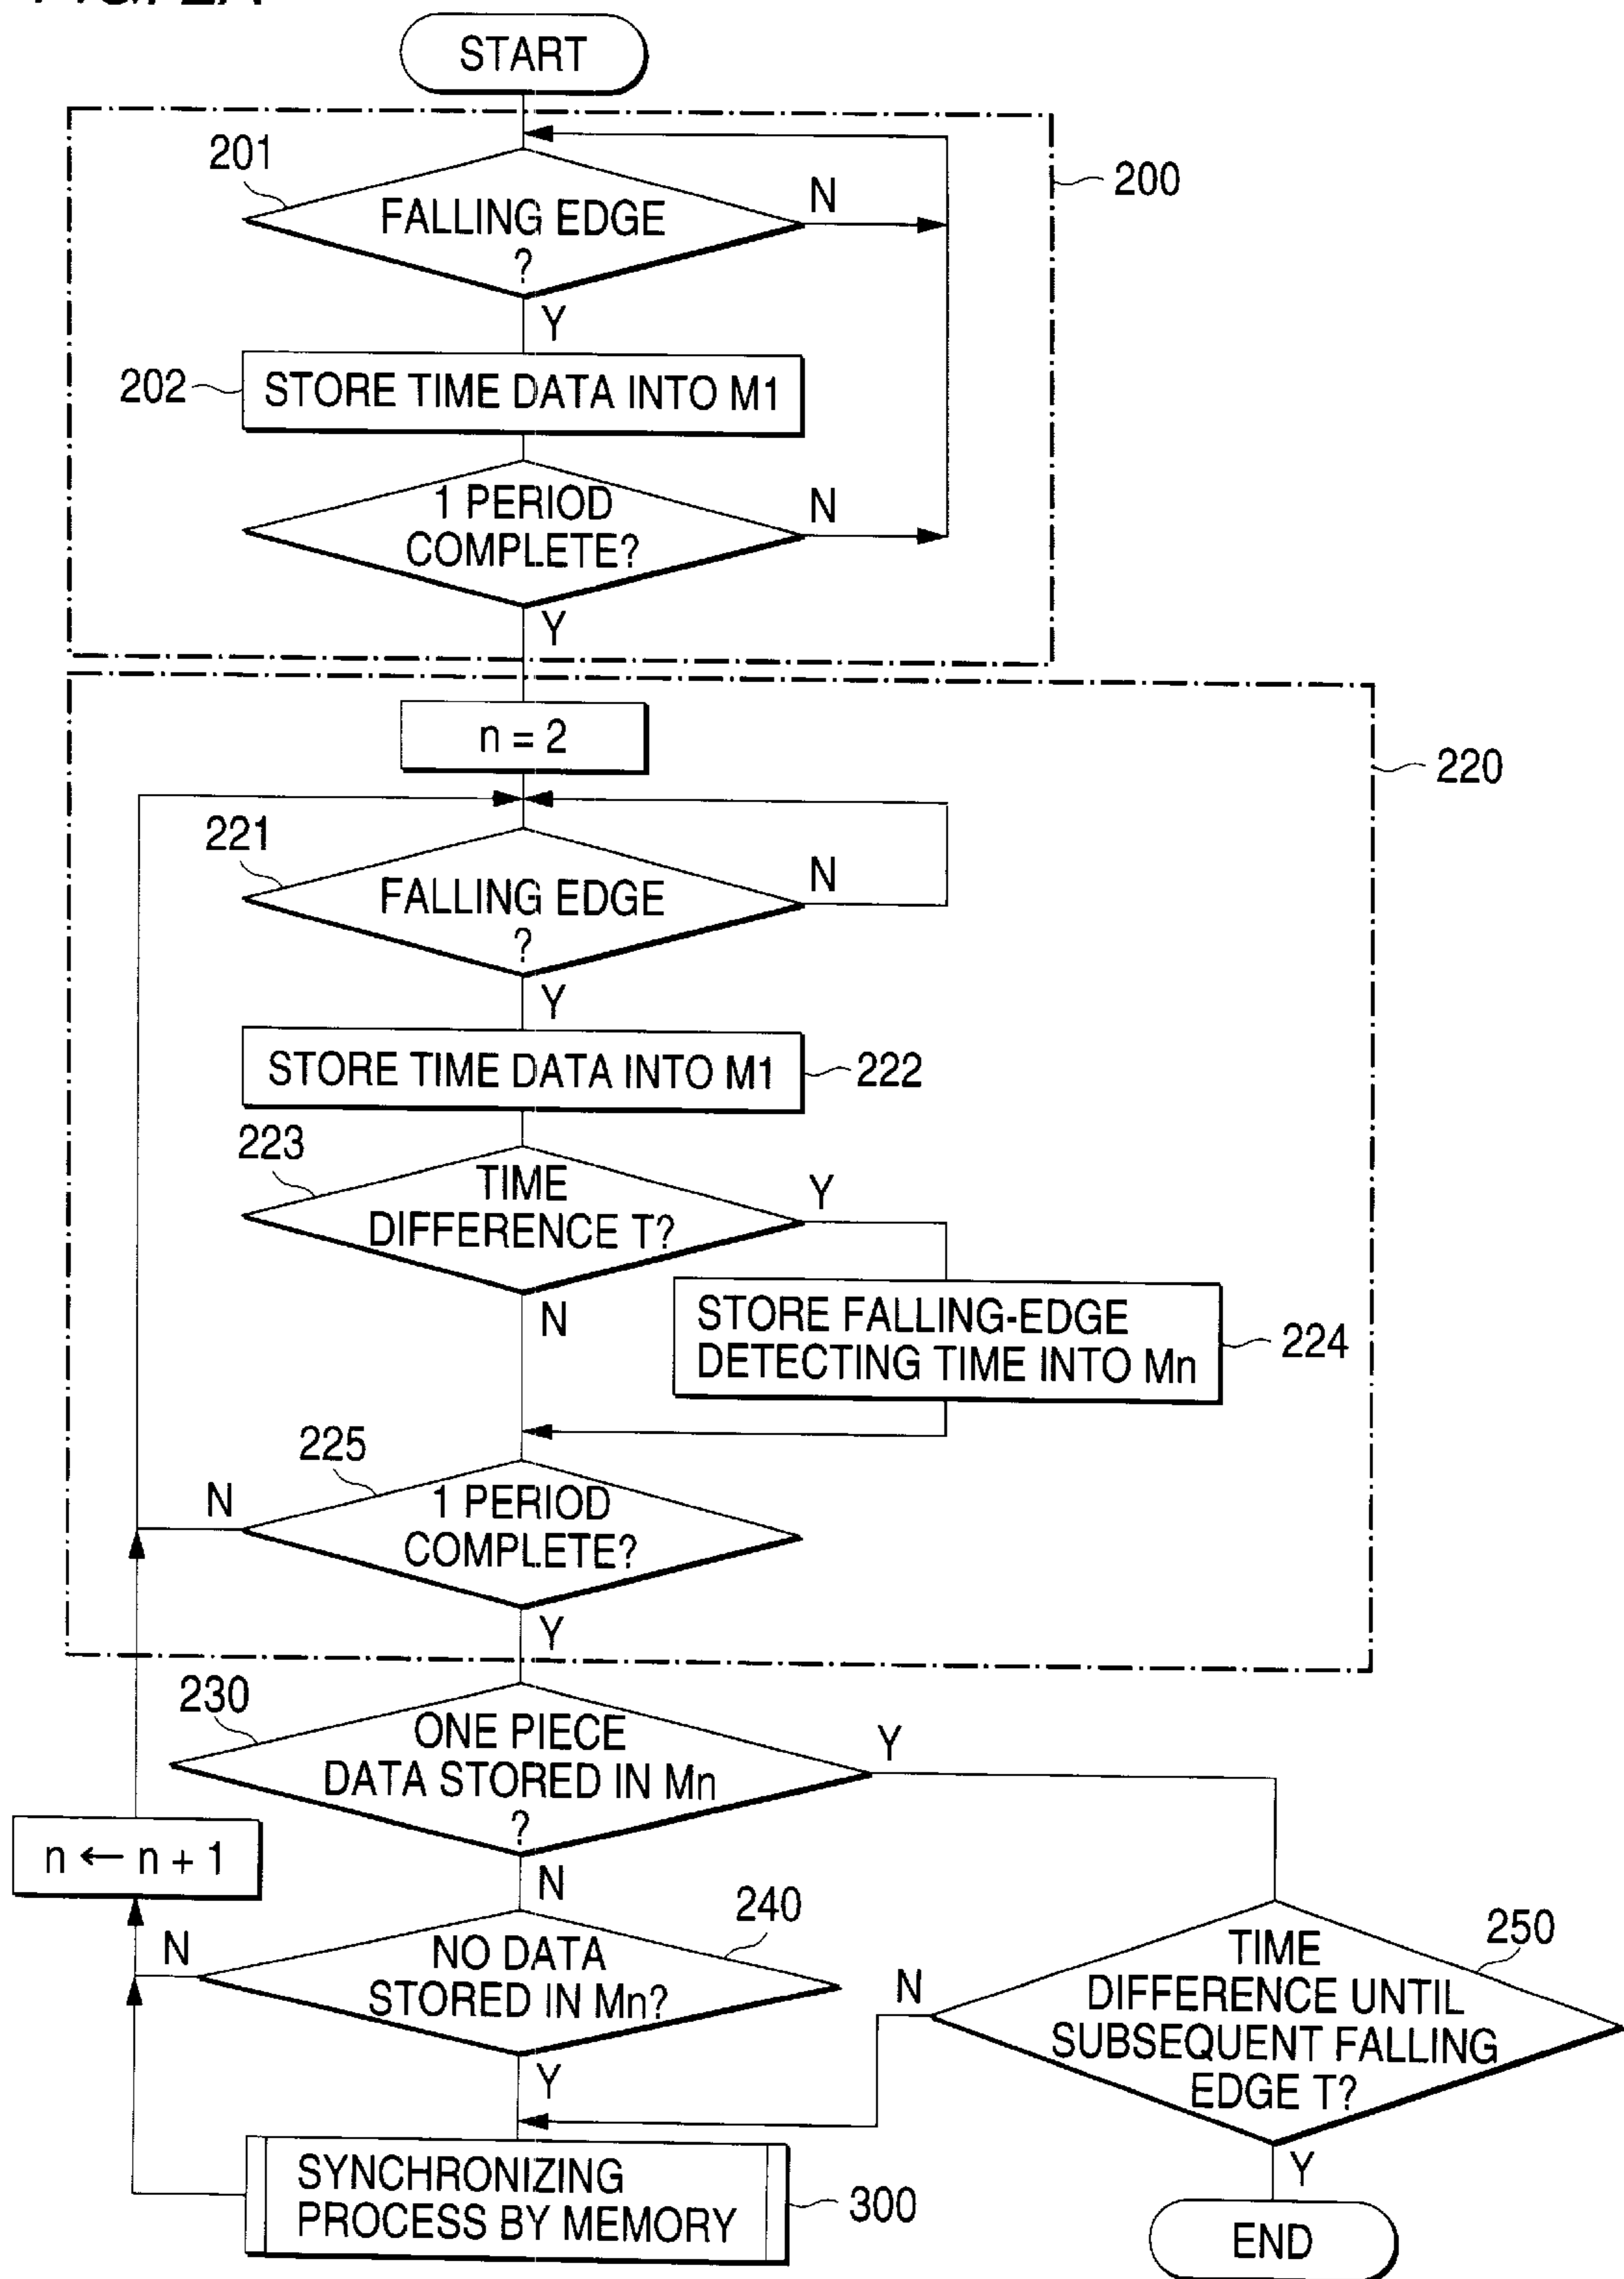 START
201
FALLING EDGE
?
N
200
Y
202
STORE TIME DATA INTO M1
1 PERIOD
COMPLETE?
N
Y
n = 2
220
221
FALLING EDGE
?
N
Y
STORE TIME DATA INTO M1
222
223
TIME
DIFFERENCE T?
Y
N
STORE FALLING-EDGE
DETECTING TIME INTO Mn
224
225
N
1 PERIOD
COMPLETE?
Y
230
ONE PIECE
DATA STORED IN Mn
?
Y
n ← n + 1
N
240
N
NO DATA
STORED IN Mn?
250
TIME
DIFFERENCE UNTIL
SUBSEQUENT FALLING
EDGE T?
N
Y
Y
SYNCHRONIZING
PROCESS BY MEMORY
300
END